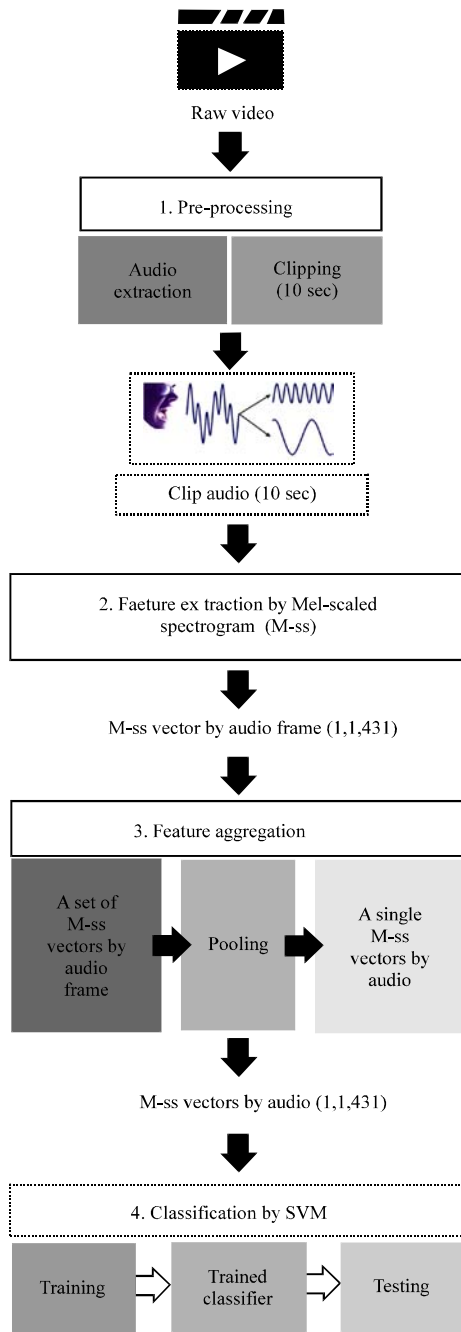 Raw video
1. Pre-processing
Audio
extraction
Clipping
(10 sec)
Clip audio (10 sec)
2. Faeture ex traction by Mel-scaled
spectrogram (M-ss)
M-ss vector by audio frame (1,1,431)
3. Feature aggregation
A set of
M-ss
vectors by
audio
frame
Pooling
A single
M-ss
vectors by
audio
M-ss vectors by audio (1,1,431)
4. Classification by SVM
Training
Trained
classifier
Testing